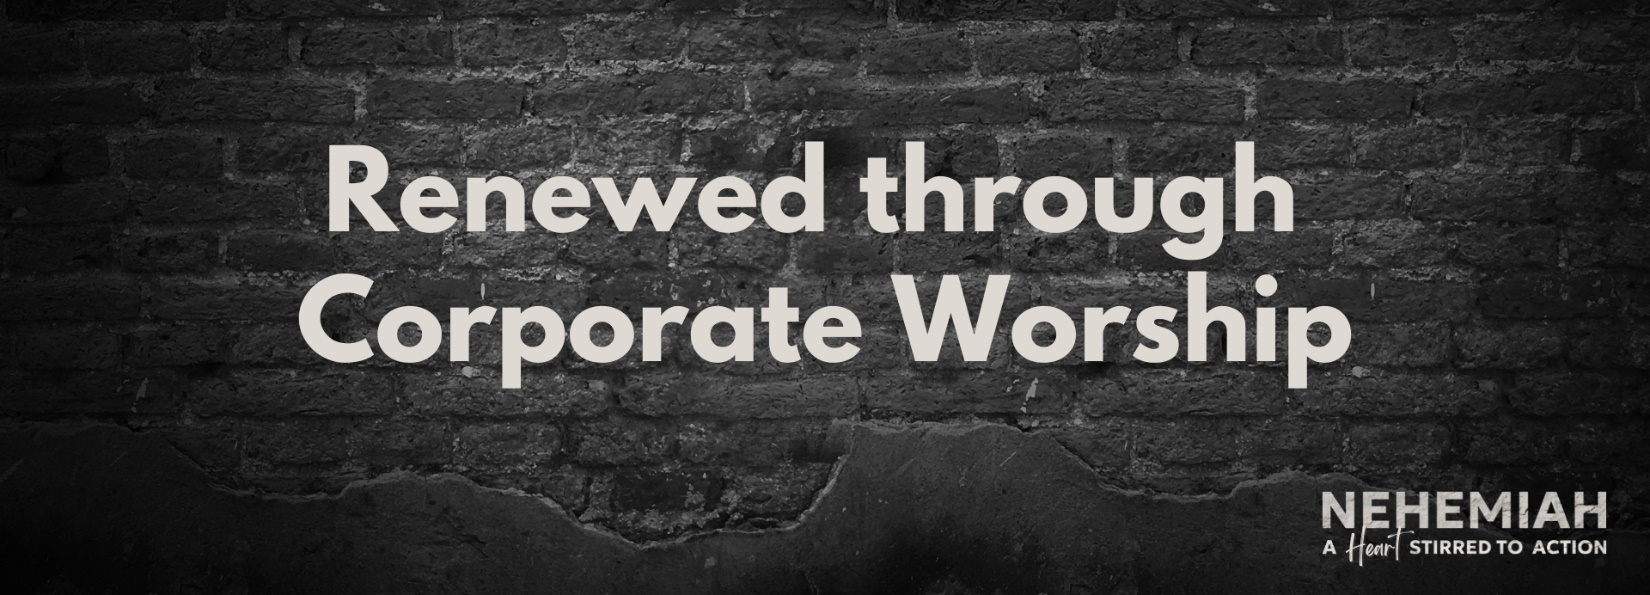 Renewed through
Corporate Worship
NEHEMIAH
A Heart STIRRED TO ACTION